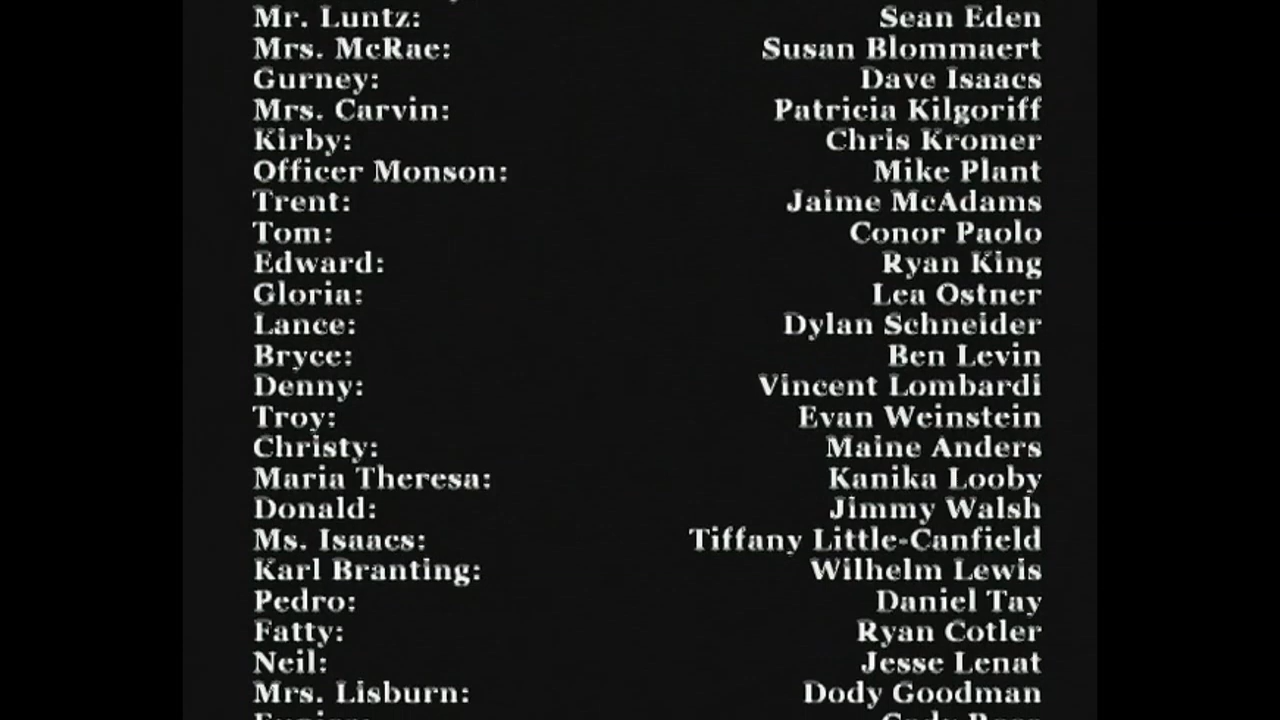 Mr. Luntz: Sean Eden
Mrs. McRae: Susan Blommaert
Gurney: Dave Isaacs
Mrs. Carvin: Patricia Kilgoriff
Kirby: Chris Kromer
Officer Monson: Mike Plant
Trent: Jaime McAdams
Tom: Conor Paolo
Edward: Ryan King
Gloria: Lea Ostner
Lance: Dylan Schneider
Bryce: Ben Levin
Denny: Vincent Lombardi
Troy: Evan Weinstein
Christy: Maine Anders
Maria Theresa: Kanika Looby
Donald: Jimmy Walsh
Ms. Isaacs: Tiffany Little-Canfield
Karl Branting: Wilhelm Lewis
Pedro: Daniel Tay
Fatty: Ryan Cotler
Neil: Jesse Lenat
Mrs. Lisburn: Dody Goodman